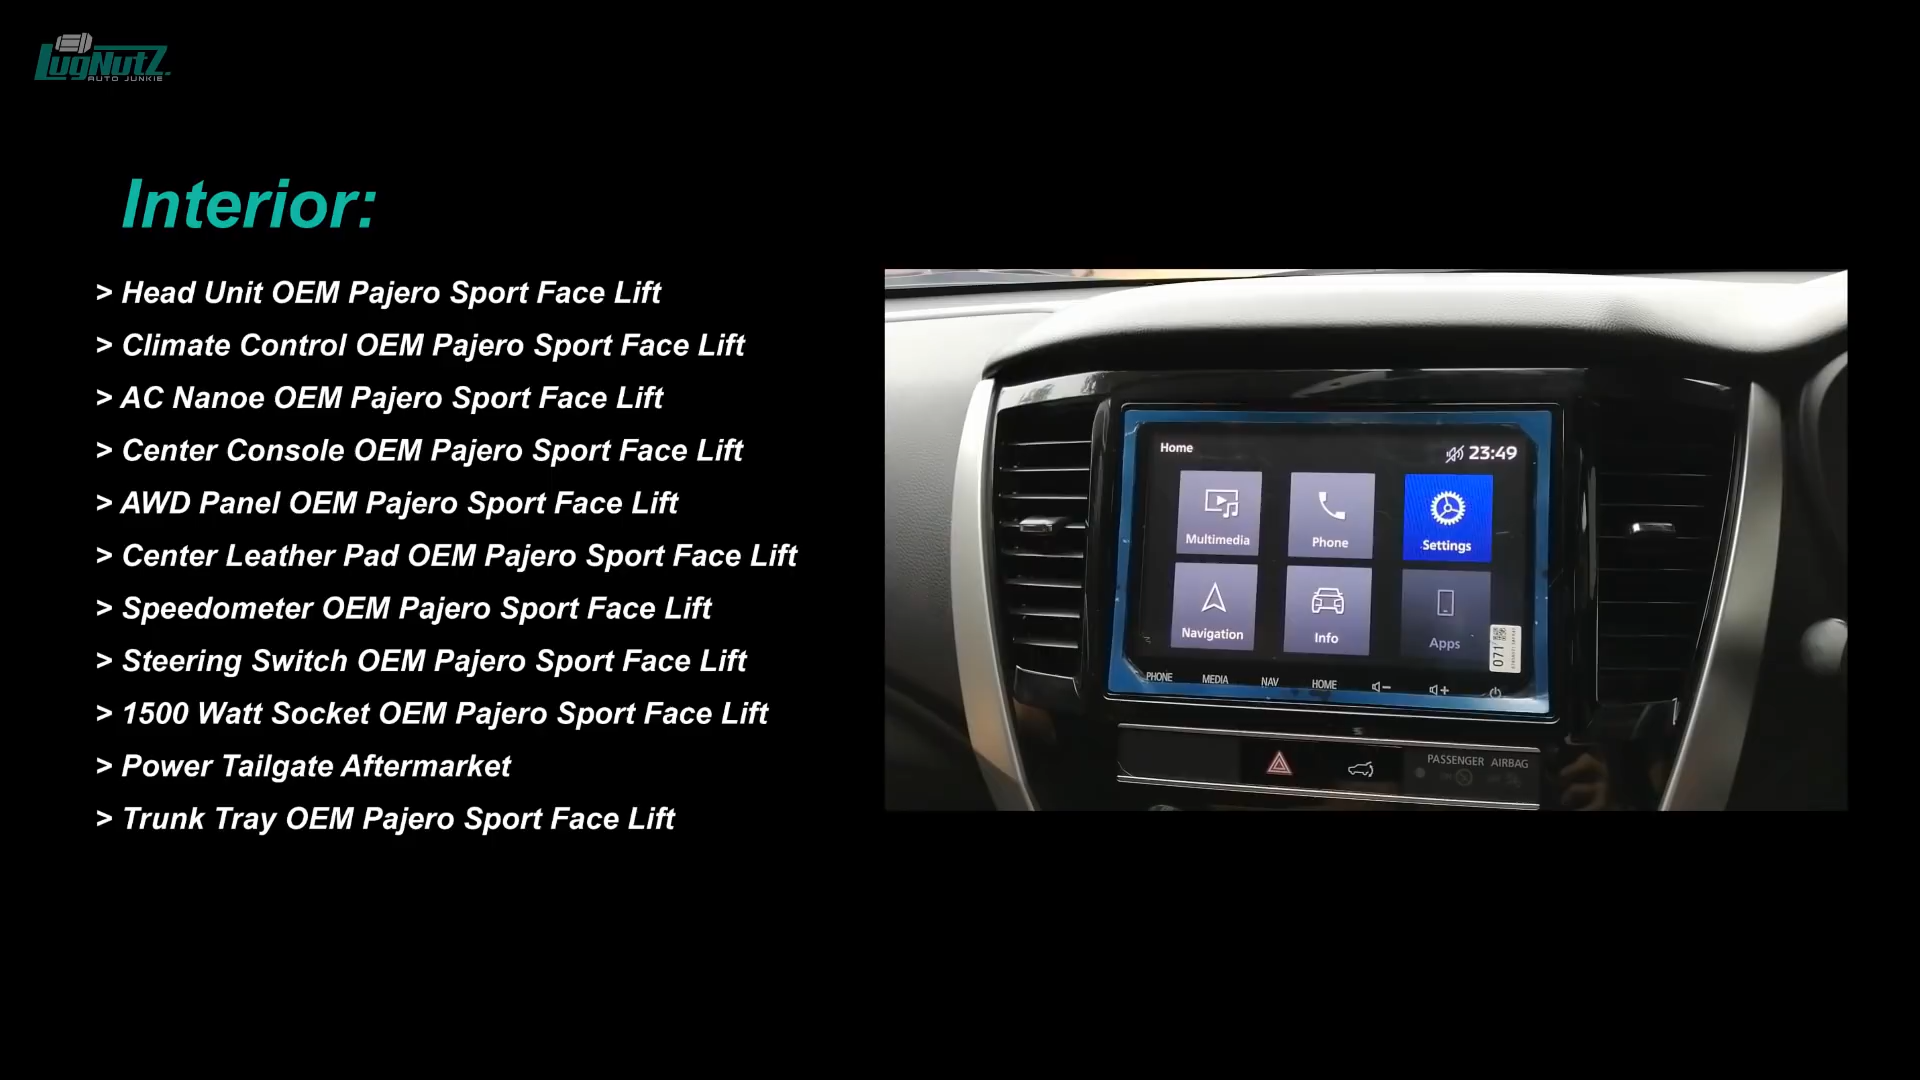 LugNutZ.
AUTO JUNKIE
Interior:
> Head Unit OEM Pajero Sport Face Lift
> Climate Control OEM Pajero Sport Face Lift
> AC Nanoe OEM Pajero Sport Face Lift
> Center Console OEM Pajero Sport Face Lift
> AWD Panel OEM Pajero Sport Face Lift
> Center Leather Pad OEM Pajero Sport Face Lift
> Speedometer OEM Pajero Sport Face Lift
> Steering Switch OEM Pajero Sport Face Lift
> 1500 Watt Socket OEM Pajero Sport Face Lift
> Power Tailgate Aftermarket
> Trunk Tray OEM Pajero Sport Face Lift
Home 23:49
Multimedia Phone Settings
Navigation Info Apps
071
PHONE MEDIA NAV HOME
PASSENGER AIRBAG